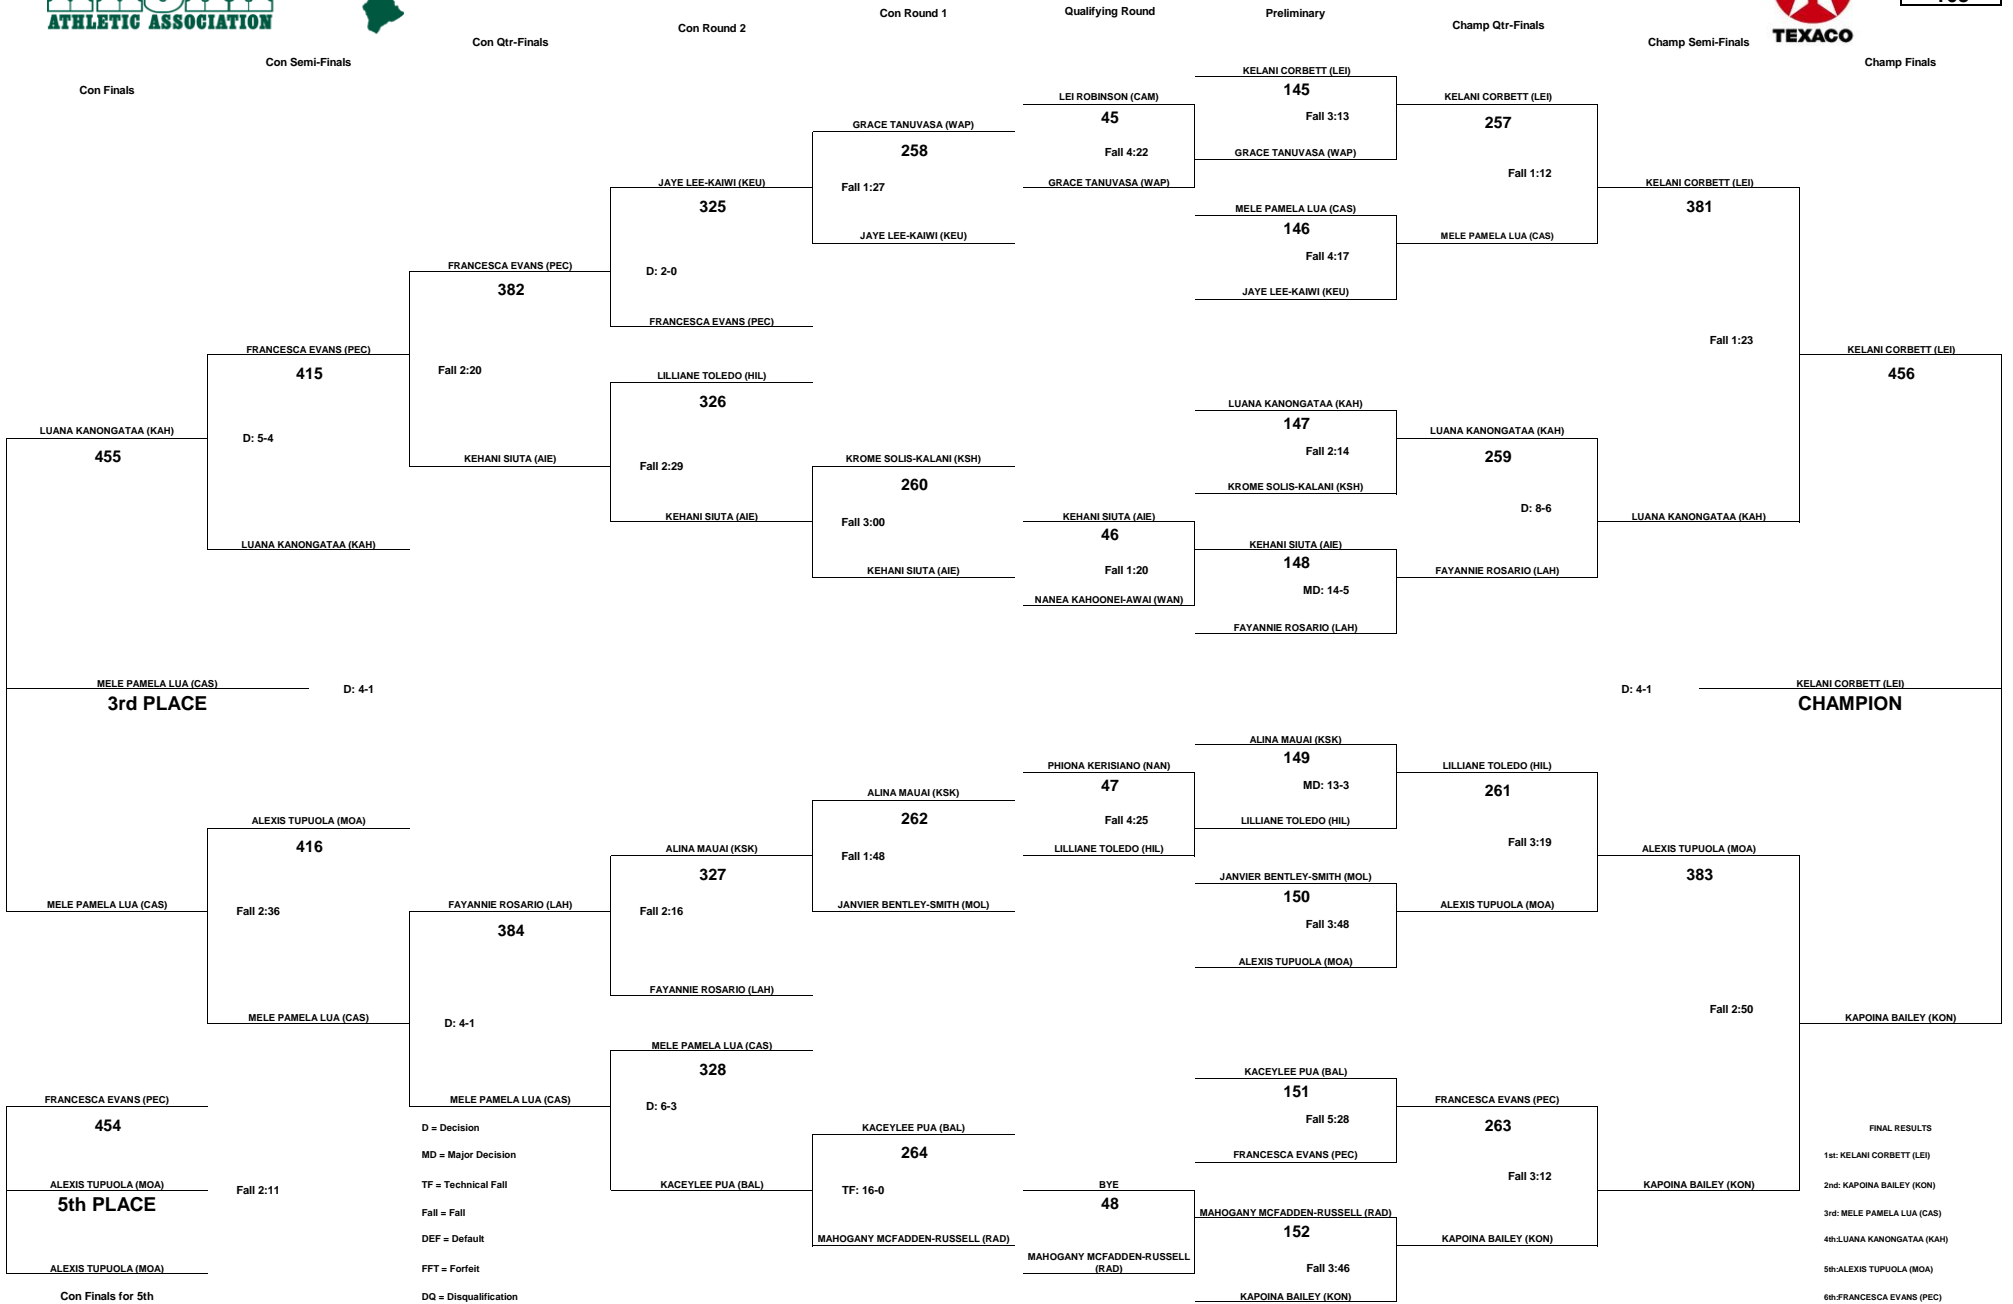 ATHLETIC ASSOCIATION
TEXACO
Con Finals
Con Semi-Finals
Con Qtr-Finals
Con Round 2
Con Round 1
Qualifying Round
Preliminary
Champ Qtr-Finals
Champ Semi-Finals
Champ Finals
LUANA KANONGATAA (KAH)
455
MELE PAMELA LUA (CAS)
3rd PLACE
D: 4-1
MELE PAMELA LUA (CAS)
FRANCESCA EVANS (PEC)
454
ALEXIS TUPUOLA (MOA)
5th PLACE
Fall 2:11
ALEXIS TUPUOLA (MOA)
Con Finals for 5th
FRANCESCA EVANS (PEC)
415
D: 5-4
LUANA KANONGATAA (KAH)
ALEXIS TUPUOLA (MOA)
416
Fall 2:36
MELE PAMELA LUA (CAS)
FRANCESCA EVANS (PEC)
382
Fall 2:20
KEHANI SIUTA (AIE)
FAYANNIE ROSARIO (LAH)
384
D: 4-1
MELE PAMELA LUA (CAS)
D = Decision
MD = Major Decision
TF = Technical Fall
Fall = Fall
DEF = Default
FFT = Forfeit
DQ = Disqualification
JAYE LEE-KAIWI (KEU)
325
D: 2-0
FRANCESCA EVANS (PEC)
LILLIANE TOLEDO (HIL)
326
Fall 2:29
KEHANI SIUTA (AIE)
ALINA MAUAI (KSK)
327
Fall 2:16
FAYANNIE ROSARIO (LAH)
MELE PAMELA LUA (CAS)
328
D: 6-3
KACEYLEE PUA (BAL)
GRACE TANUVASA (WAP)
258
Fall 1:27
JAYE LEE-KAIWI (KEU)
KROME SOLIS-KALANI (KSH)
260
Fall 3:00
KEHANI SIUTA (AIE)
ALINA MAUAI (KSK)
262
Fall 1:48
JANVIER BENTLEY-SMITH (MOL)
KACEYLEE PUA (BAL)
264
TF: 16-0
MAHOGANY MCFADDEN-RUSSELL (RAD)
LEI ROBINSON (CAM)
45
Fall 4:22
GRACE TANUVASA (WAP)
KEHANI SIUTA (AIE)
46
Fall 1:20
NANEA KAHOONEI-AWAI (WAN)
PHIONA KERISIANO (NAN)
47
Fall 4:25
LILLIANE TOLEDO (HIL)
BYE
48
MAHOGANY MCFADDEN-RUSSELL
(RAD)
KELANI CORBETT (LEI)
145
Fall 3:13
GRACE TANUVASA (WAP)
MELE PAMELA LUA (CAS)
146
Fall 4:17
JAYE LEE-KAIWI (KEU)
LUANA KANONGATAA (KAH)
147
Fall 2:14
KROME SOLIS-KALANI (KSH)
KEHANI SIUTA (AIE)
148
MD: 14-5
FAYANNIE ROSARIO (LAH)
ALINA MAUAI (KSK)
149
MD: 13-3
LILLIANE TOLEDO (HIL)
JANVIER BENTLEY-SMITH (MOL)
150
Fall 3:48
ALEXIS TUPUOLA (MOA)
KACEYLEE PUA (BAL)
151
Fall 5:28
FRANCESCA EVANS (PEC)
MAHOGANY MCFADDEN-RUSSELL (RAD)
152
Fall 3:46
KAPOINA BAILEY (KON)
KELANI CORBETT (LEI)
257
Fall 1:12
MELE PAMELA LUA (CAS)
LUANA KANONGATAA (KAH)
259
D: 8-6
FAYANNIE ROSARIO (LAH)
LILLIANE TOLEDO (HIL)
261
Fall 3:19
ALEXIS TUPUOLA (MOA)
FRANCESCA EVANS (PEC)
263
Fall 3:12
KAPOINA BAILEY (KON)
KELANI CORBETT (LEI)
381
Fall 1:23
LUANA KANONGATAA (KAH)
ALEXIS TUPUOLA (MOA)
383
Fall 2:50
KAPOINA BAILEY (KON)
KELANI CORBETT (LEI)
456
D: 4-1
KELANI CORBETT (LEI)
CHAMPION
KAPOINA BAILEY (KON)
FINAL RESULTS
1st: KELANI CORBETT (LEI)
2nd: KAPOINA BAILEY (KON)
3rd: MELE PAMELA LUA (CAS)
4th:LUANA KANONGATAA (KAH)
5th:ALEXIS TUPUOLA (MOA)
6th:FRANCESCA EVANS (PEC)